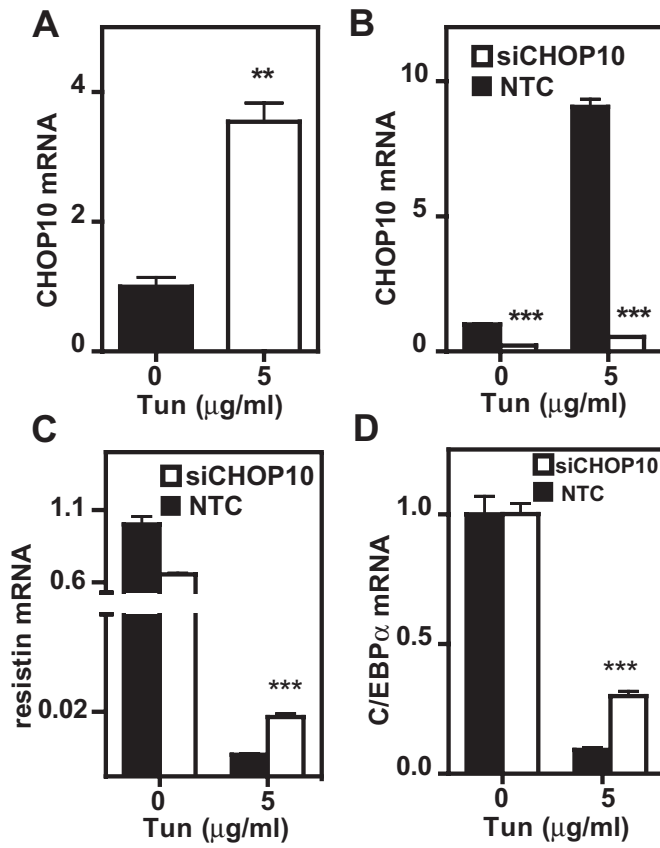 A
CHOP10 mRNA
4
2
0
**
0
5
Tun (μg/ml)
B
siCHOP10
NTC
CHOP10 mRNA
10
5
0
***
***
0
5
Tun (μg/ml)
C
siCHOP10
NTC
resistin mRNA
1.1
0.6
0.02
***
0
5
Tun (μg/ml)
D
siCHOP10
NTC
C/EBPα mRNA
1.0
0.5
0.0
***
0
5
Tun (μg/ml)